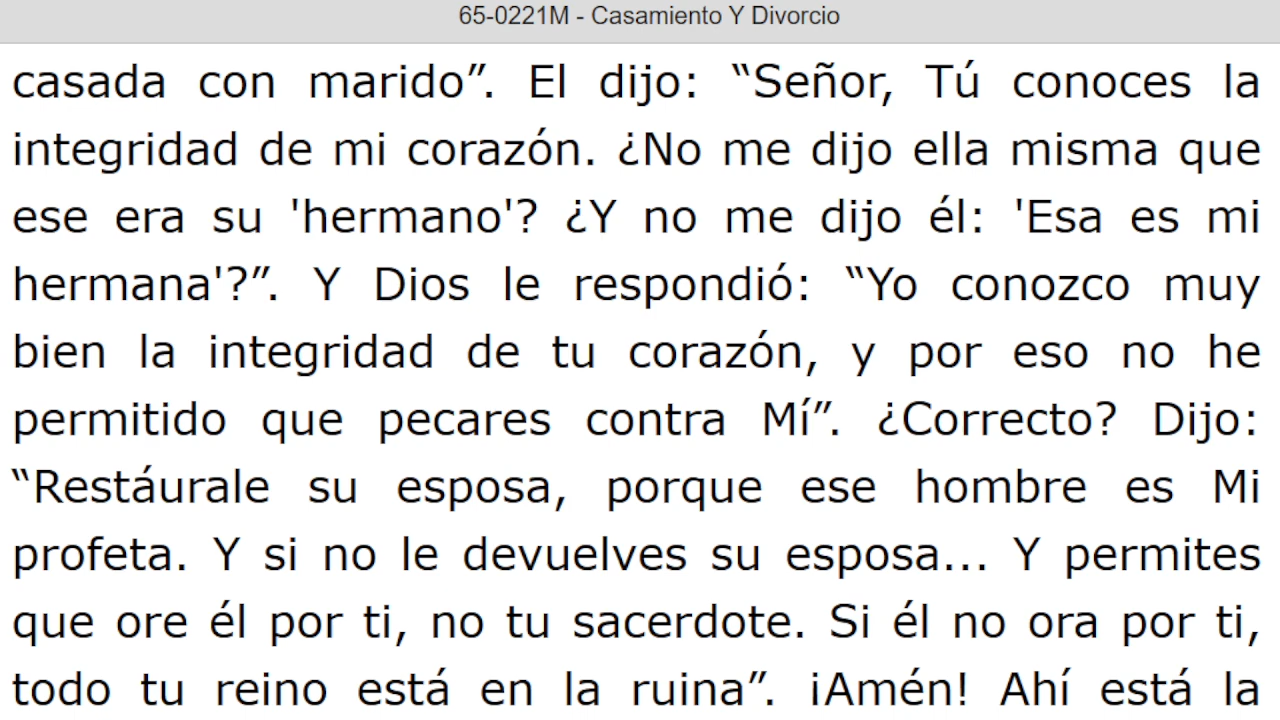 65-0221M - Casamiento Y Divorcio
casada con marido”. El dijo: “Señor, Tú conoces la
integridad de mi corazón. ¿No me dijo ella misma que
ese era su 'hermano'? ¿Y no me dijo él: 'Esa es mi
hermana'?”. Y Dios le respondió: “Yo conozco muy
bien la integridad de tu corazón, y por eso no he
permitido que pecares contra Mí”. ¿Correcto? Dijo:
“Restáurale su esposa, porque ese hombre es Mi
profeta. Y si no le devuelves su esposa... Y permites
que ore él por ti, no tu sacerdote. Si él no ora por ti,
todo tu reino está en la ruina”. ¡Amén! Ahí está la